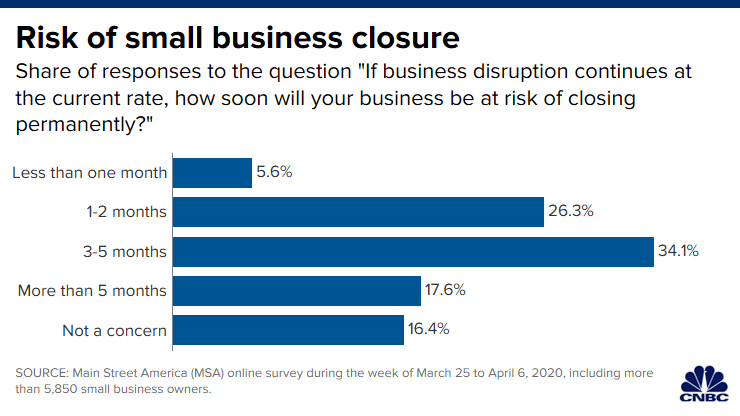 Risk of small business closure
Share of responses to the question "If business disruption continues at
the current rate, how soon will your business be at risk of closing
permanently?"
Less than one month 5.6%
1-2 months 26.3%
3-5 months 34.1%
More than 5 months 17.6%
Not a concern 16.4%
SOURCE: Main Street America (MSA) online survey during the week of March 25 to April 6, 2020, including more
than 5,850 small business owners.
CNBC